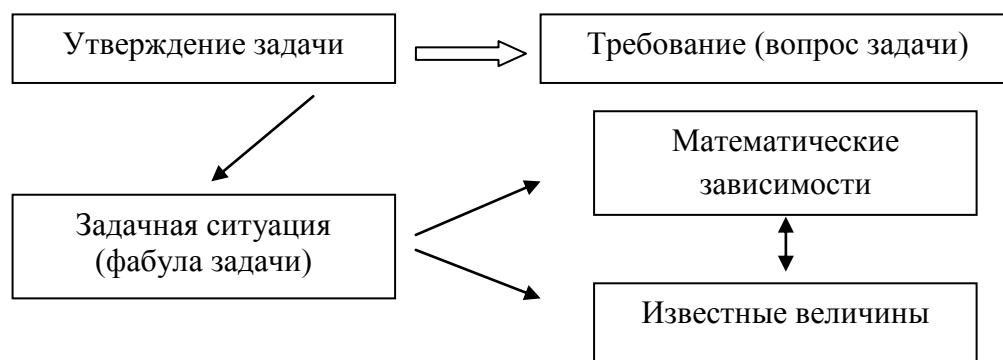 Утверждение задачи
Требование (вопрос задачи)
Математические
зависимости
Задачная ситуация
(фабула задачи)
Известные величины